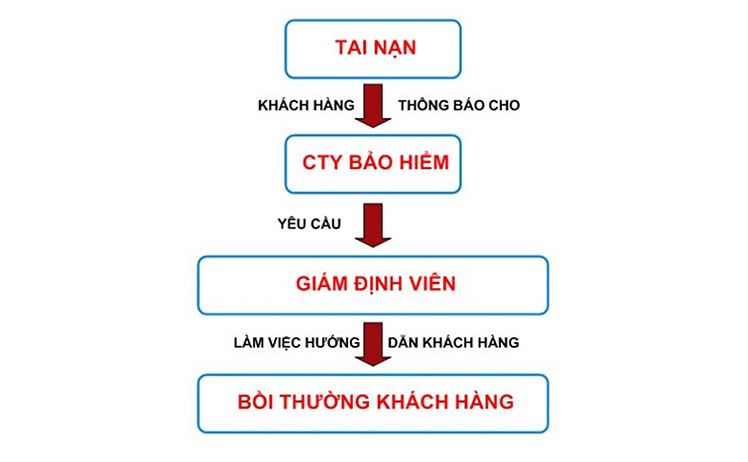 TAI NẠN
KHÁCH HÀNG THÔNG BÁO CHO
CTY BẢO HIỂM
YÊU CẦU
GIÁM ĐỊNH VIÊN
LÀM VIỆC HƯỚNG DẪN KHÁCH HÀNG
BỒI THƯỜNG KHÁCH HÀNG